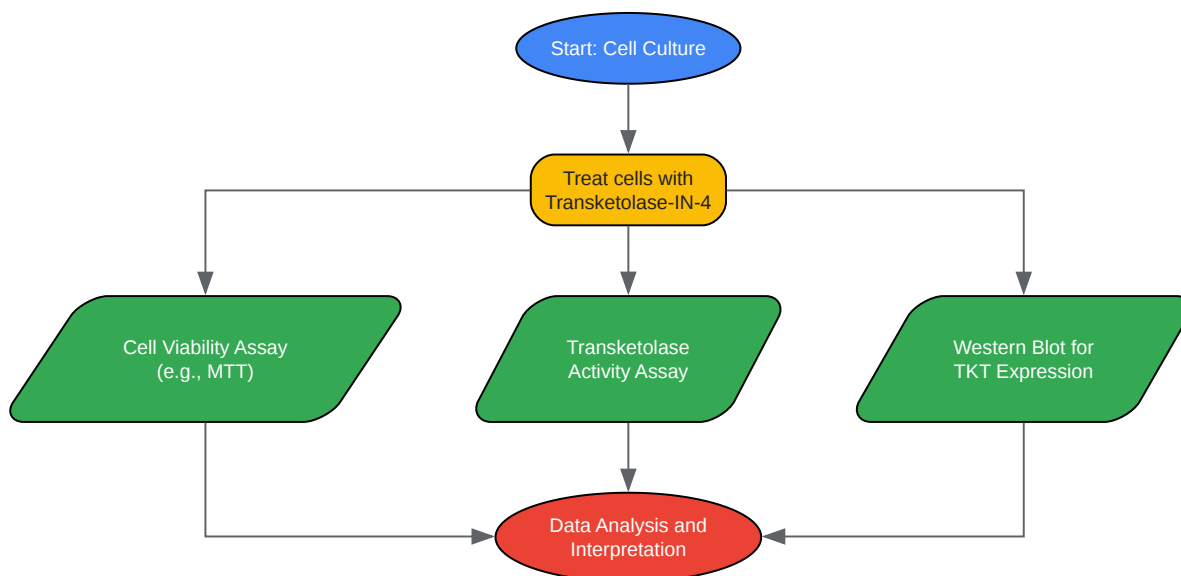 Start: Cell Culture
Treat cells with
Transketolase-IN-4
Cell Viability Assay
(e.g., MTT)
Transketolase
Activity Assay
Western Blot for
TKT Expression
Data Analysis and
Interpretation